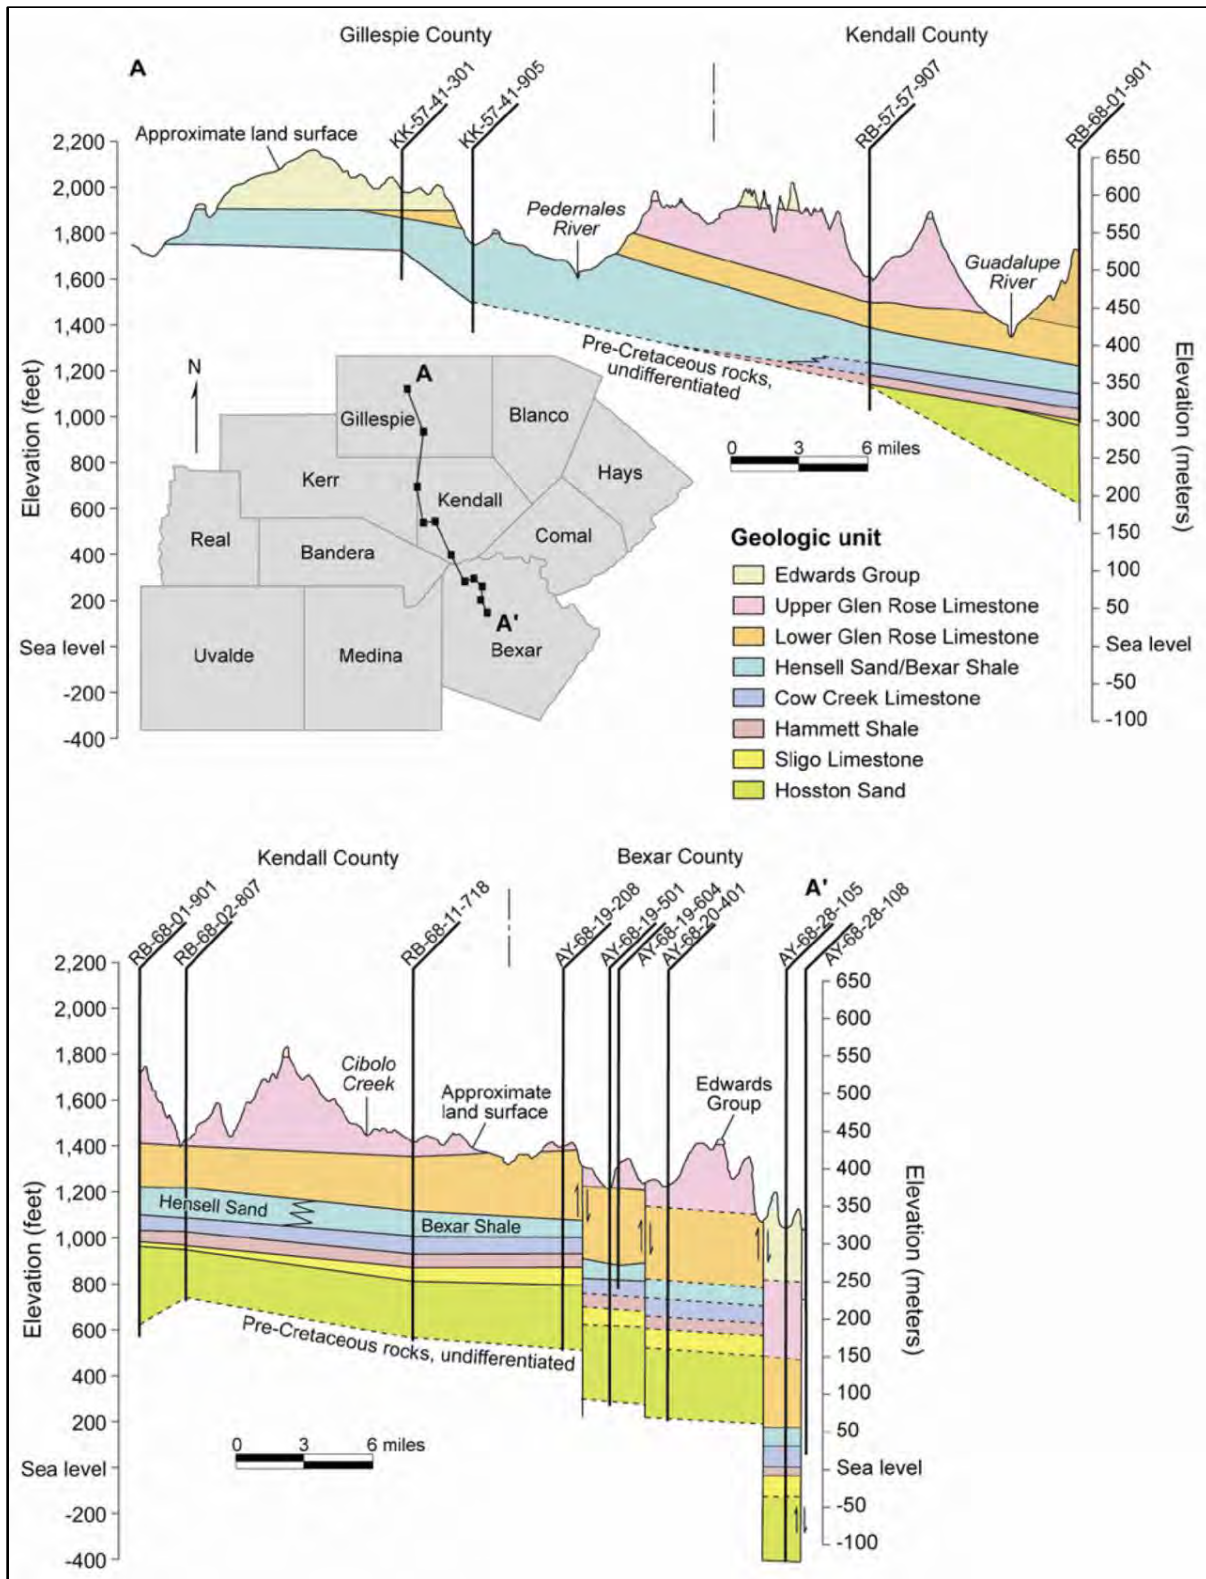 Gillespie County
Kendall County
A
KK-57-41-301
KK-57-41-905
RB-57-57-907
RB-68-01-901
Approximate land surface
Pedernales
River
Guadalupe
River
2,200
2,000
1,800
1,600
1,400
1,200
1,000
800
600
400
200
Sea level
-200
-400
Elevation (feet)
650
600
550
500
450
400
350
300
250
200
150
100
50
Sea level
-50
-100
Elevation (meters)
Pre-Cretaceous rocks,
undifferentiated
0 3 6 miles
N
A
Gillespie
Blanco
Hays
Kerr
Kendall
Comal
Real
Bandera
A'
Bexar
Uvalde
Medina
Geologic unit
Edwards Group
Upper Glen Rose Limestone
Lower Glen Rose Limestone
Hensell Sand/Bexar Shale
Cow Creek Limestone
Hammett Shale
Sligo Limestone
Hosston Sand
Kendall County
Bexar County
A'
RB-68-01-901
RB-68-02-807
RB-68-11-718
AY-68-19-208
AY-68-19-501
AY-68-19-604
AY-68-20-401
AY-68-28-105
AY-68-28-108
2,200
2,000
1,800
1,600
1,400
1,200
1,000
800
600
400
200
Sea level
-200
-400
Elevation (feet)
Cibolo
Creek
Approximate
land surface
Edwards
Group
Hensell Sand
Bexar Shale
Pre-Cretaceous rocks, undifferentiated
0 3 6 miles
650
600
550
500
450
400
350
300
250
200
150
100
50
Sea level
-50
-100
Elevation (meters)